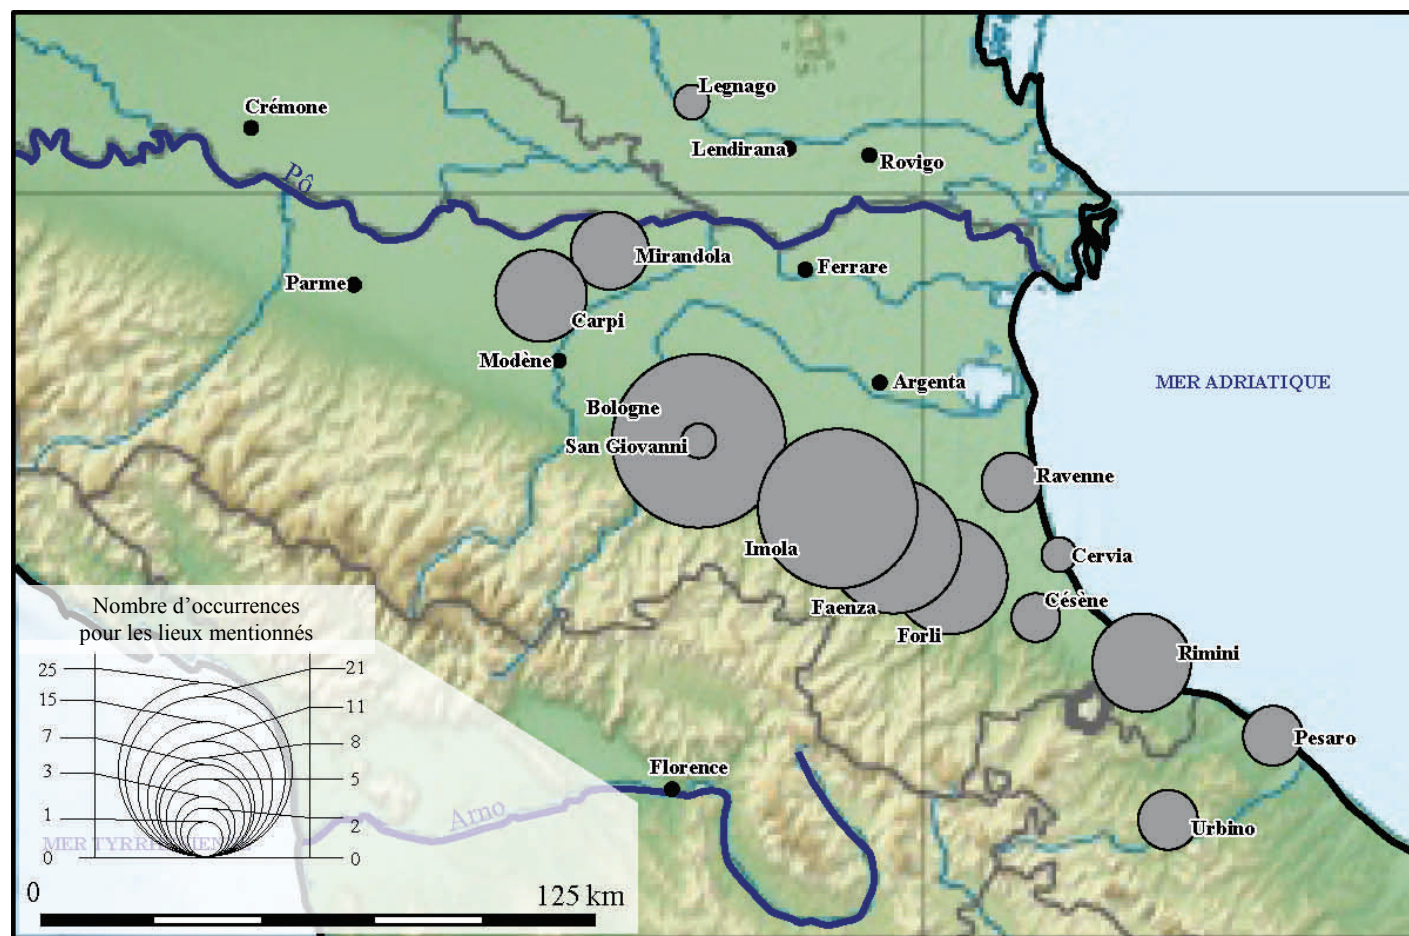 Legnago
Crémone
Lendirana
Rovigo
Pô
Mirandola
Ferrare
Parme
Carpi
Modène
Argenta
MER ADRIATIQUE
Bologne
San Giovanni
Ravenne
Imola
Cervia
Faenza
Césène
Forli
Rimini
Pesaro
Florence
Urbino
Arno
Nombre d’occurrences
pour les lieux mentionnés
25 21
15 11
7 8
3 5
1 2
0 0
0 125 km